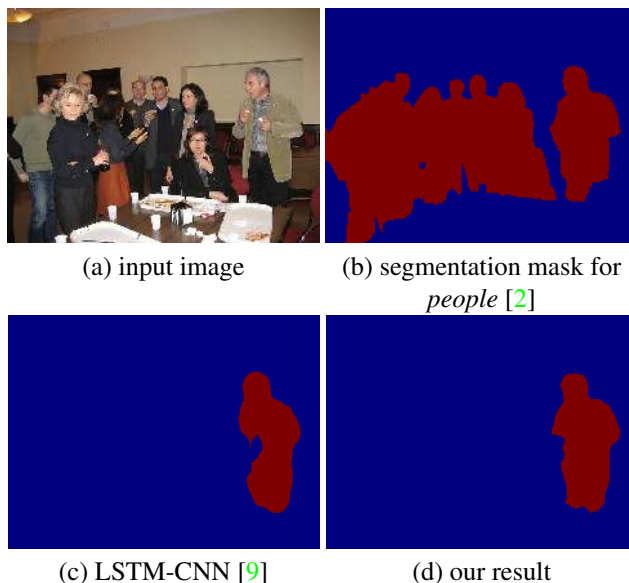 (a) input image
(b) segmentation mask for
people [2]
(c) LSTM-CNN [9]
(d) our result